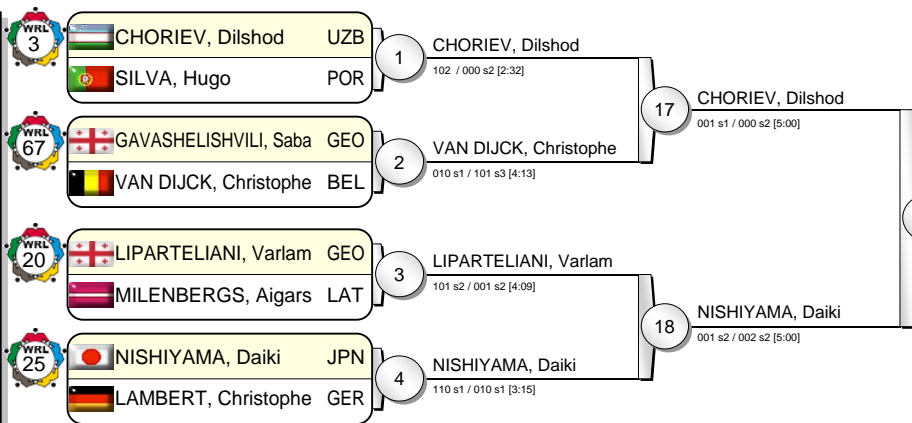 WRL
3
CHORIEV, Dilshod UZB
SILVA, Hugo POR
1
CHORIEV, Dilshod
102 / 000 s2 [2:32]
WRL
67
GAVASHELISHVILI, Saba GEO
VAN DIJCK, Christophe BEL
2
VAN DIJCK, Christophe
010 s1 / 101 s3 [4:13]
17
CHORIEV, Dilshod
001 s1 / 000 s2 [5:00]
WRL
20
LIPARTELIANI, Varlam GEO
MILENBERGS, Aigars LAT
3
LIPARTELIANI, Varlam
101 s2 / 001 s2 [4:09]
WRL
25
NISHIYAMA, Daiki JPN
LAMBERT, Christophe GER
4
NISHIYAMA, Daiki
110 s1 / 010 s1 [3:15]
18
NISHIYAMA, Daiki
001 s2 / 002 s2 [5:00]